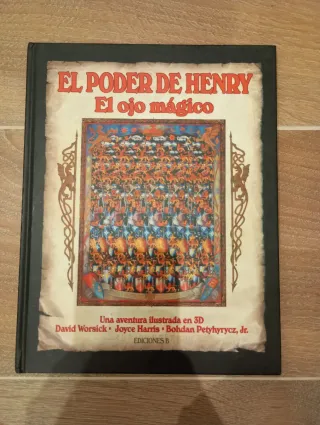 EL PODER DE HENRY
El ojo mágico
Una aventura ilustrada en 3D
David Worsick • Joyce Harris • Bohdan Petyhyrycz, Jr.
EDICIONES B